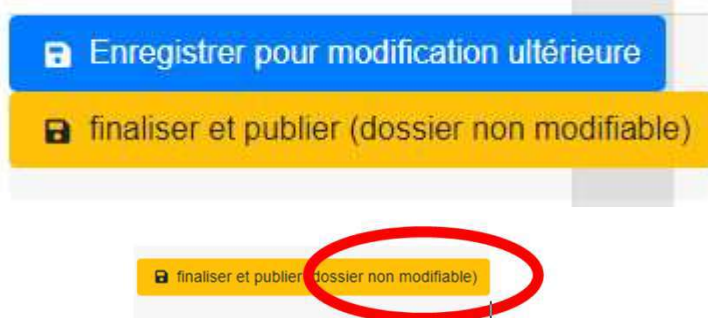 Enregistrer pour modification ultérieure
finaliser et publier (dossier non modifiable)
finaliser et publier (dossier non modifiable)